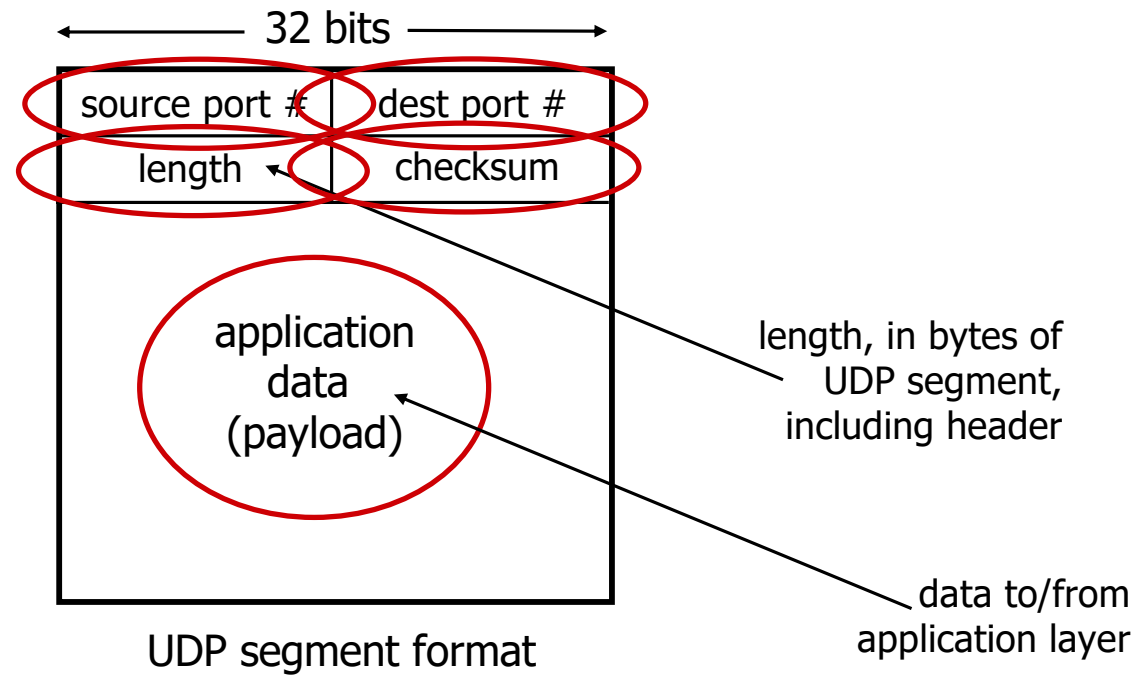 32 bits
source port #
dest port #
length
checksum
application
data
(payload)
length, in bytes of
UDP segment,
including header
data to/from
application layer
UDP segment format